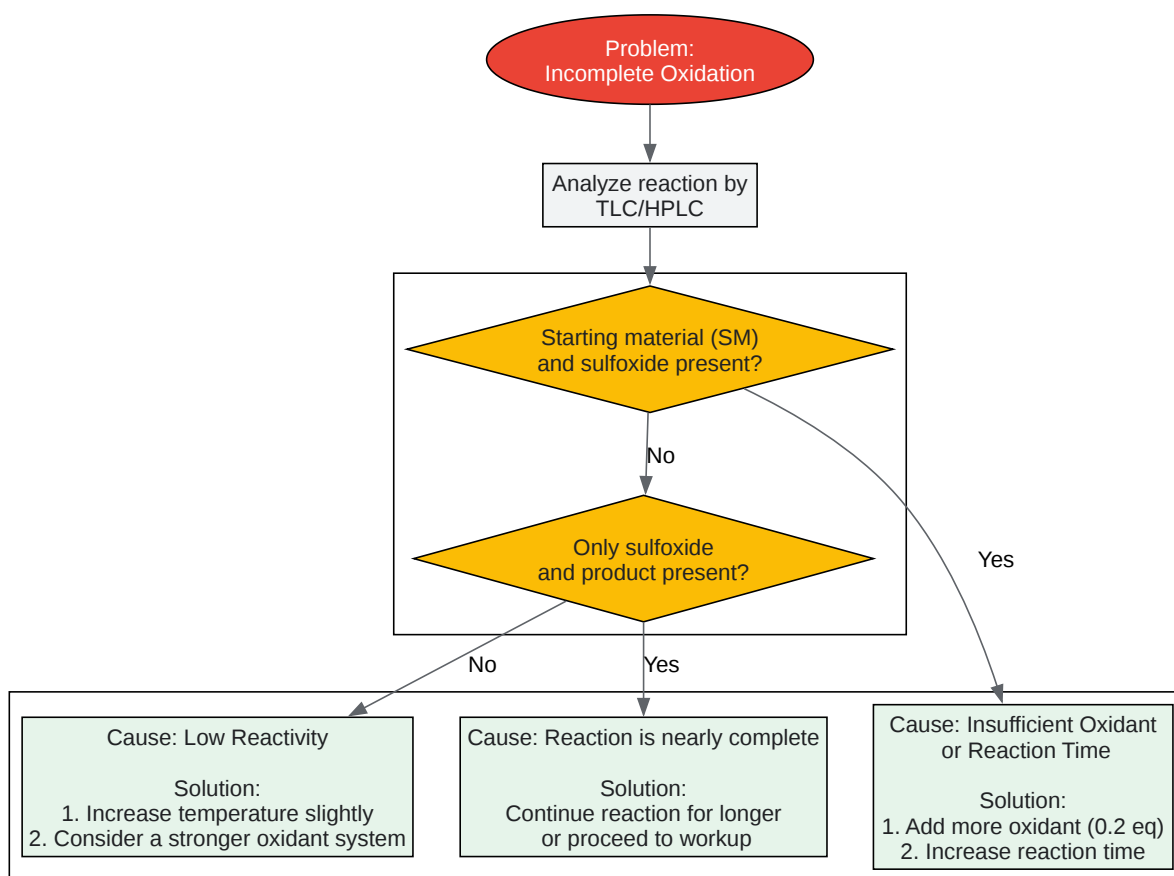 Problem:
Incomplete Oxidation
Analyze reaction by
TLC/HPLC
Starting material (SM)
and sulfoxide present?
No
Only sulfoxide
and product present?
Yes
No
Yes
Cause: Low Reactivity
Solution:
1. Increase temperature slightly
2. Consider a stronger oxidant system
Cause: Reaction is nearly complete
Solution:
Continue reaction for longer
or proceed to workup
Cause: Insufficient Oxidant
or Reaction Time
Solution:
1. Add more oxidant (0.2 eq)
2. Increase reaction time